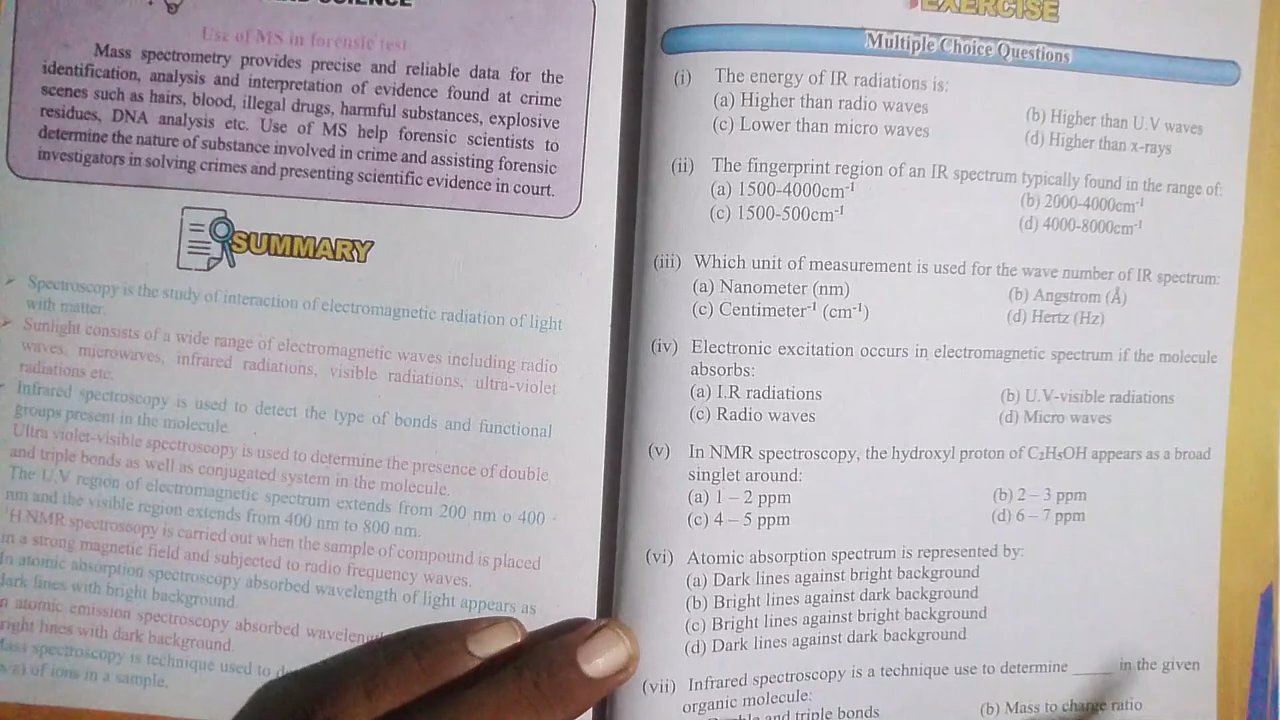 SCIENCE
Use of MS in forensic test
Mass spectrometry provides precise and reliable data for the
identification, analysis and interpretation of evidence found at crime
scenes such as hairs, blood, illegal drugs, harmful substances, explosive
residues, DNA analysis etc. Use of MS help forensic scientists to
determine the nature of substance involved in crime and assisting forensic
investigators in solving crimes and presenting scientific evidence in court.
SUMMARY
Spectroscopy is the study of interaction of electromagnetic radiation of light
with matter.
Sunlight consists of a wide range of electromagnetic waves including radio
waves, microwaves, infrared radiations, visible radiations, ultra-violet
radiations etc.
Infrared spectroscopy is used to detect the type of bonds and functional
groups present in the molecule
Ultra violet-visible spectroscopy is used to determine the presence of double
and triple bonds as well as conjugated system in the molecule.
The U.V region of electromagnetic spectrum extends from 200 nm o 400
nm and the visible region extends from 400 nm to 800 nm.
¹H.NMR spectroscopy is carried out when the sample of compound is placed
in a strong magnetic field and subjected to radio frequency waves.
In atomic absorption spectroscopy absorbed wavelength of light appears as
dark lines with bright background.
atomic emission spectroscopy absorbed
lines with dark background.
spectroscopy is technique used to
of ions in a sample.
EXERCISE
Multiple Choice Questions
(i) The energy of IR radiations is:
(a) Higher than radio waves (b) Higher than U.V waves
(c) Lower than micro waves (d) Higher than x-rays
(ii) The fingerprint region of an IR spectrum typically found in the range of:
(a) 1500-4000cm⁻¹ (b) 2000-4000cm⁻¹
(c) 1500-500cm⁻¹ (d) 4000-8000cm⁻¹
(iii) Which unit of measurement is used for the wave number of IR spectrum:
(a) Nanometer (nm) (b) Angstrom (Å)
(c) Centimeter⁻¹ (cm⁻¹) (d) Hertz (Hz)
(iv) Electronic excitation occurs in electromagnetic spectrum if the molecule
absorbs:
(a) I.R radiations (b) U.V-visible radiations
(c) Radio waves (d) Micro waves
(v) In NMR spectroscopy, the hydroxyl proton of C₂H₅OH appears as a broad
singlet around:
(a) 1 – 2 ppm (b) 2 – 3 ppm
(c) 4 – 5 ppm (d) 6 – 7 ppm
(vi) Atomic absorption spectrum is represented by:
(a) Dark lines against bright background
(b) Bright lines against dark background
(c) Bright lines against bright background
(d) Dark lines against dark background
(vii) Infrared spectroscopy is a technique use to determine _____ in the given
organic molecule:
and triple bonds (b) Mass to charge ratio